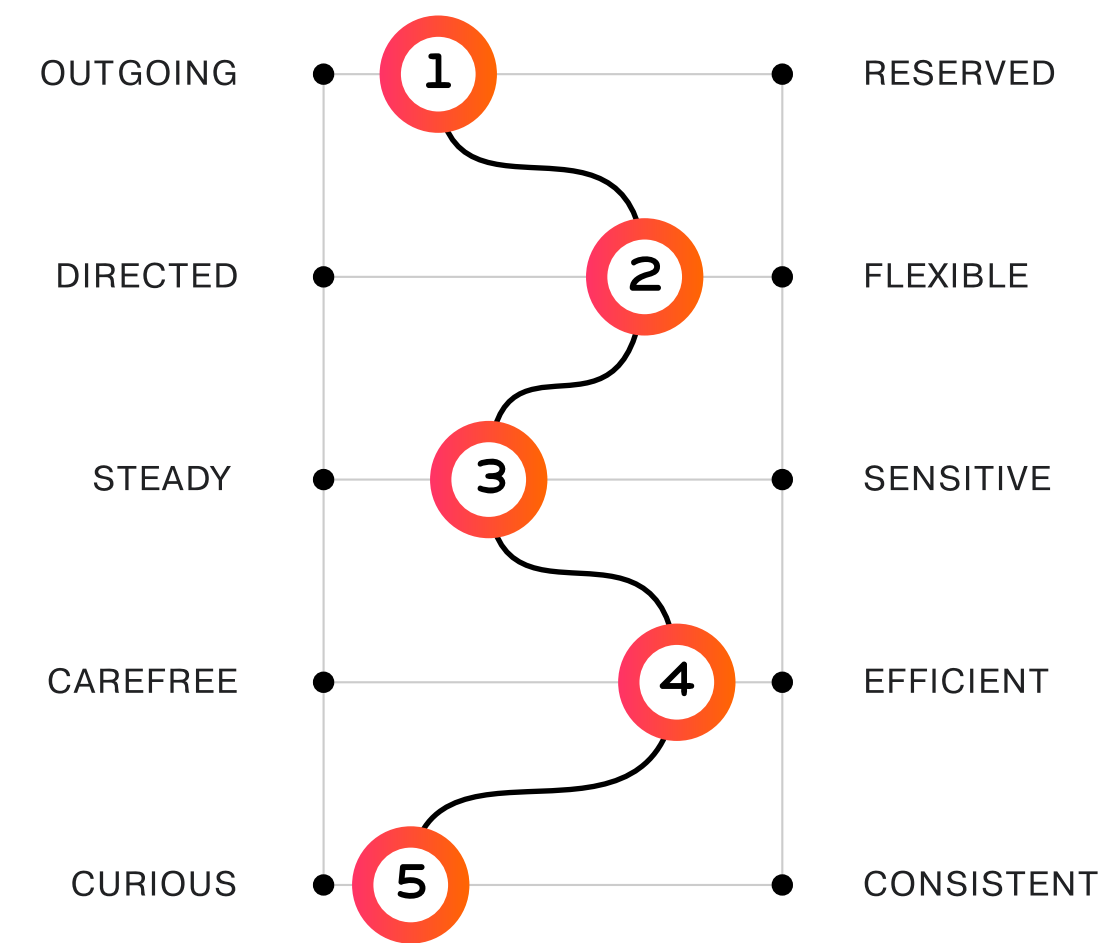 OUTGOING 1 RESERVED
DIRECTED 2 FLEXIBLE
STEADY 3 SENSITIVE
CAREFREE 4 EFFICIENT
CURIOUS 5 CONSISTENT